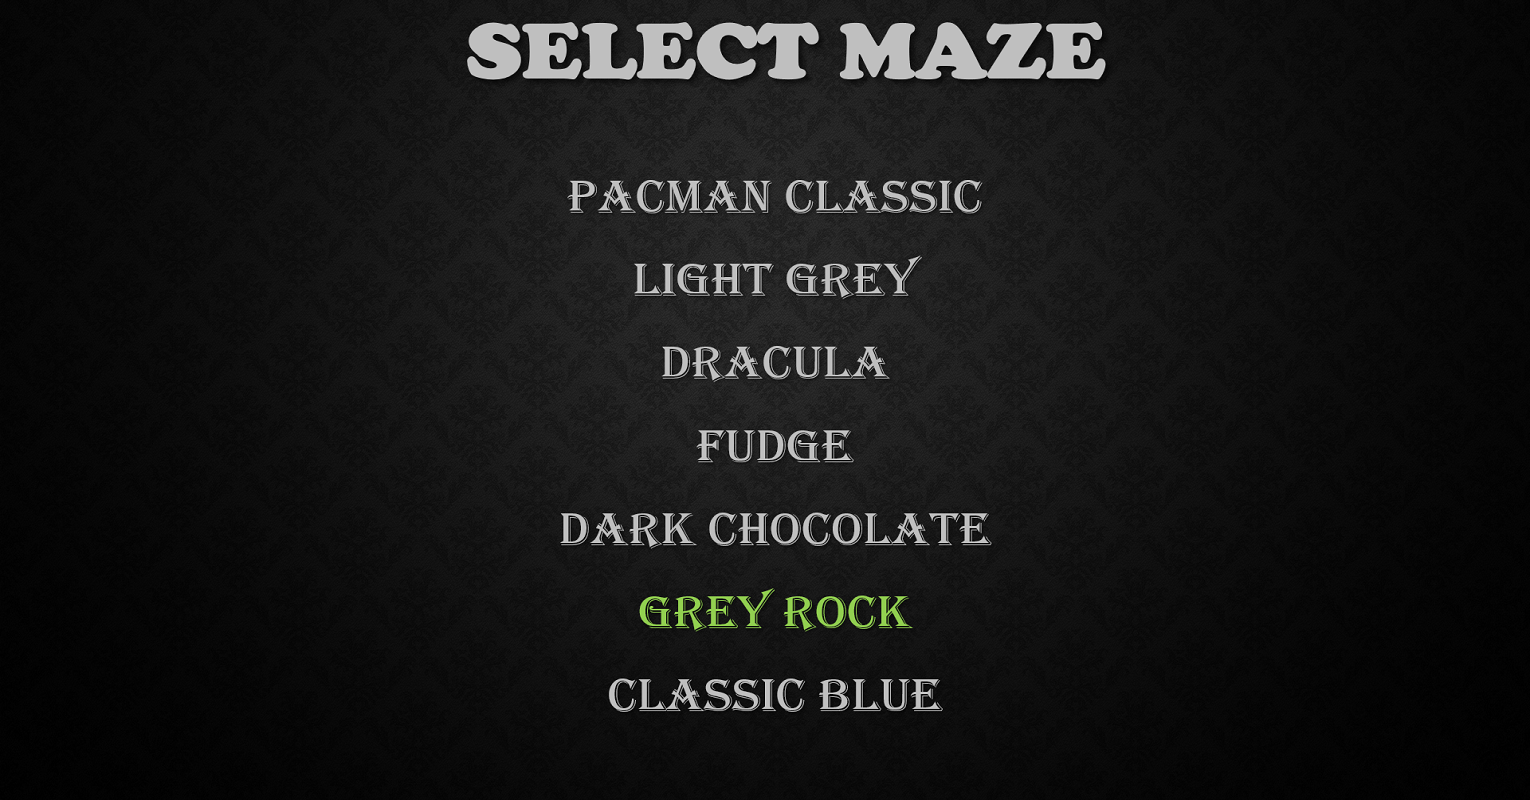 SELECT MAZE
PACMAN CLASSIC
LIGHT GREY
DRACULA
FUDGE
DARK CHOCOLATE
GREY ROCK
CLASSIC BLUE